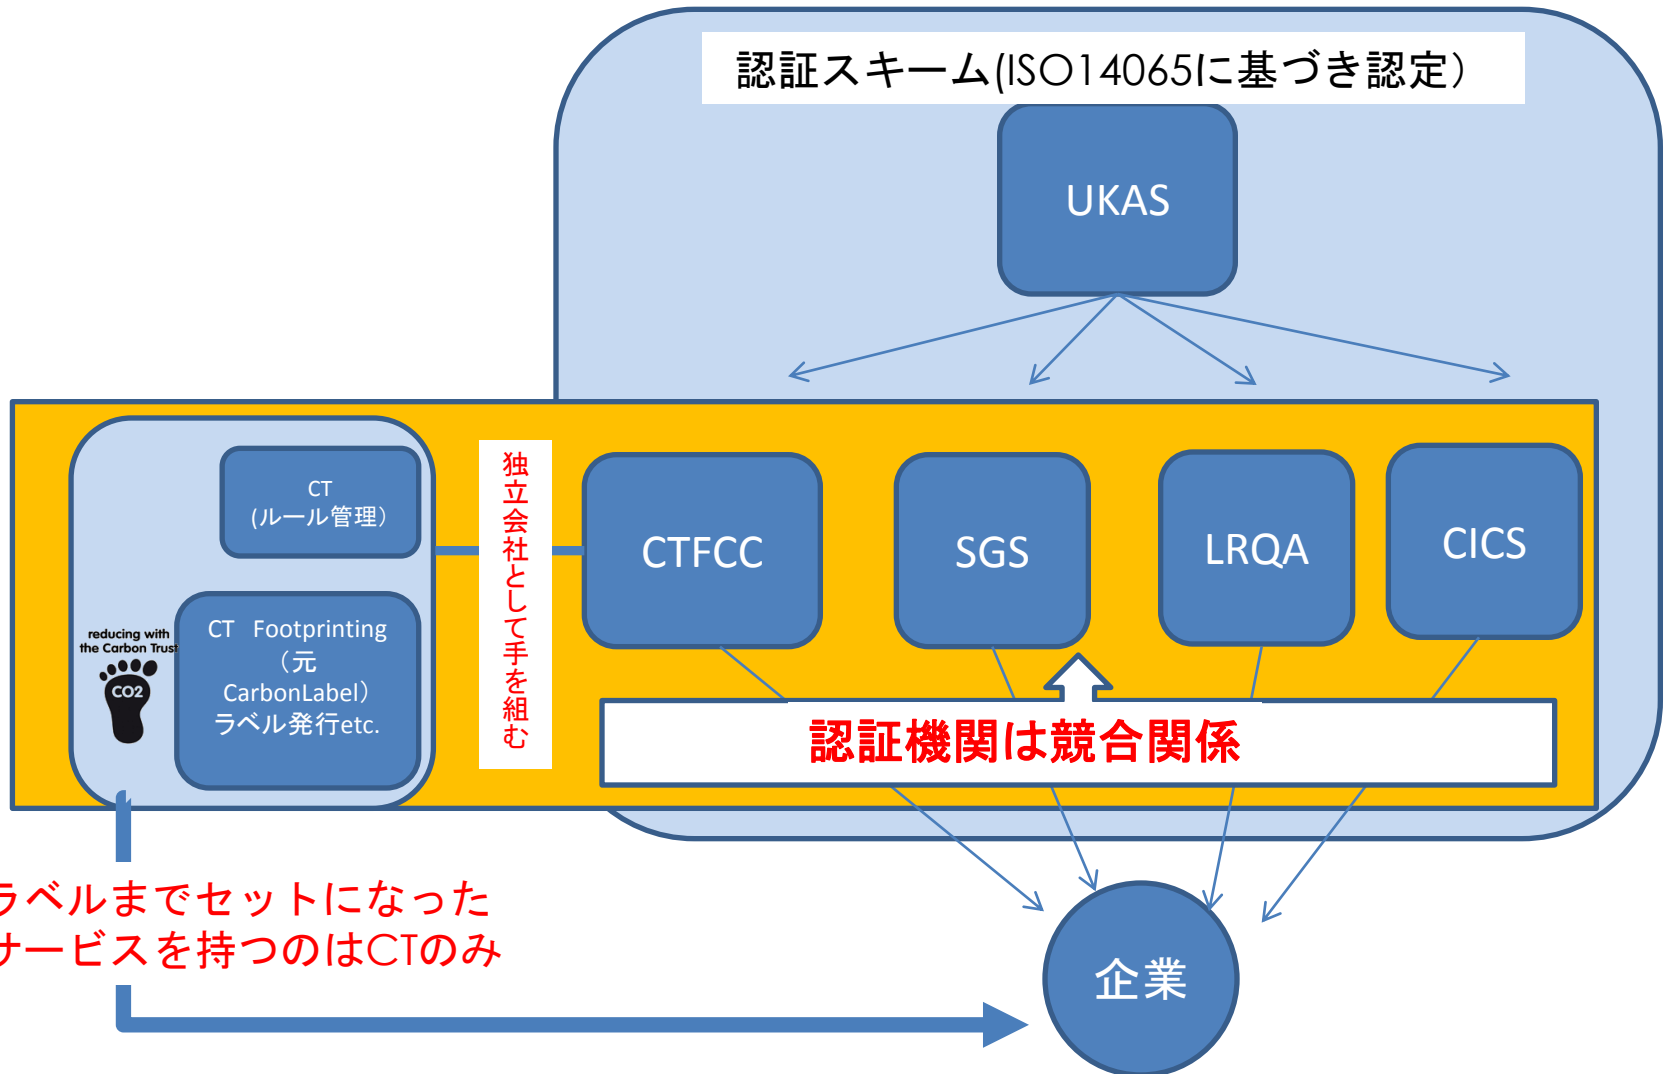 認証スキーム(ISO14065に基づき認定）
UKAS
CT
(ルール管理）
独立会社として手を組む
CTFCC
SGS
LRQA
CICS
reducing with
the Carbon Trust
CO2
CT　Footprinting
（元
CarbonLabel）
ラベル発行etc.
認証機関は競合関係
ラベルまでセットになった
サービスを持つのはCTのみ
企業